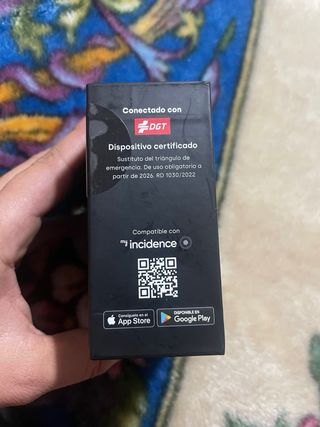 Conectado con
DGT
Dispositivo certificado
Sustituto del triángulo de
emergencia. De uso obligatorio a
partir de 2026. RD 1030/2022
Compatible con
my incidence
Consíguelo en el
App Store
DISPONIBLE EN
Google Play